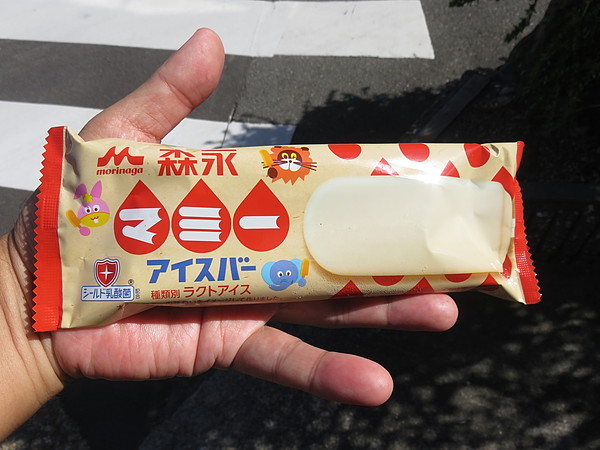 morinaga
森永
マミー
アイスバー
シールド乳酸菌®
種類別 ラクトアイス